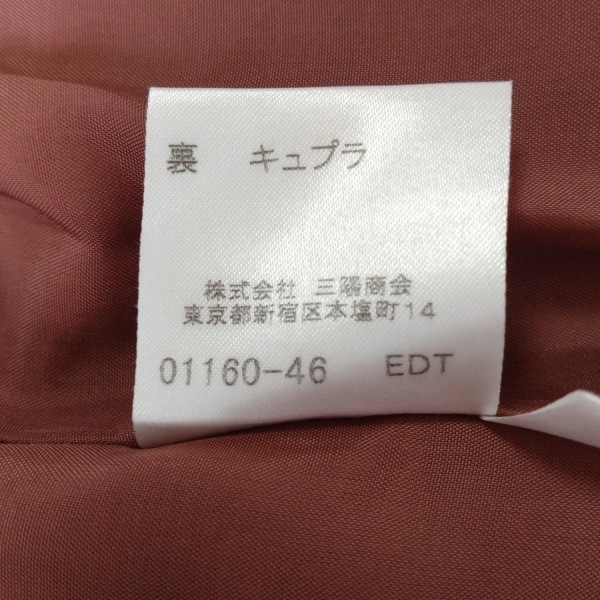 裏 キュプラ
株式会社 三陽商会
東京都新宿区本塩町14
01160-46 EDT